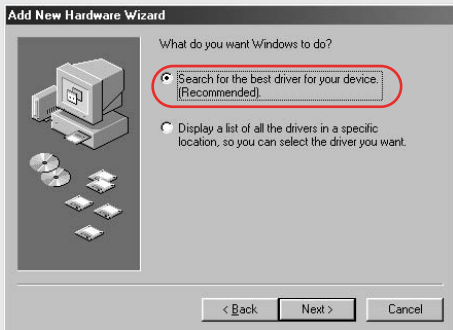 Add New Hardware Wizard
What do you want Windows to do?
Search for the best driver for your device.
(Recommended).
Display a list of all the drivers in a specific
location, so you can select the driver you want.
< Back
Next >
Cancel